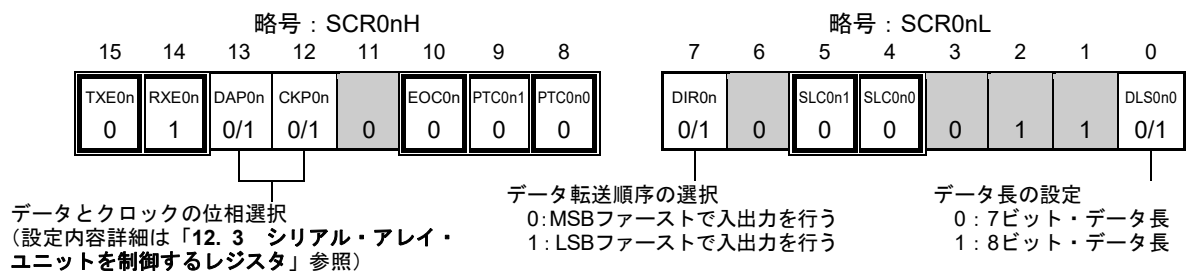 略号：SCR0nH 略号：SCR0nL
15 14 13 12 11 10 9 8 7 6 5 4 3 2 1 0
TXE0n RXE0n DAP0n CKP0n EOC0n PTC0n1 PTC0n0 DIR0n SLC0n1 SLC0n0 DLS0n0
0 1 0/1 0/1 0 0 0 0 0/1 0 0 0 0 1 1 0/1
データとクロックの位相選択
（設定内容詳細は「12. 3 シリアル・アレイ・
ユニットを制御するレジスタ」参照）
データ転送順序の選択
0:MSBファーストで入出力を行う
1：LSBファーストで入出力を行う
データ長の設定
0：7ビット・データ長
1：8ビット・データ長